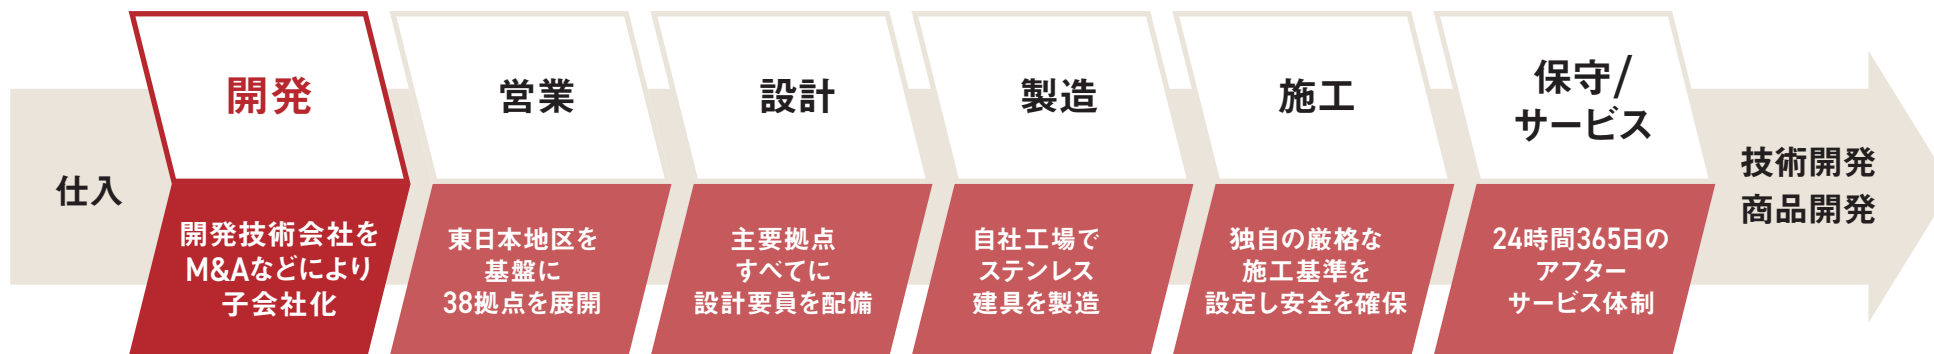 仕入
開発
開発技術会社を
M&Aなどにより
子会社化
営業
東日本地区を
基盤に
38拠点を展開
設計
主要拠点
すべてに
設計要員を配備
製造
自社工場で
ステンレス
建具を製造
施工
独自の厳格な
施工基準を
設定し安全を確保
保守/
サービス
24時間365日の
アフター
サービス体制
技術開発
商品開発